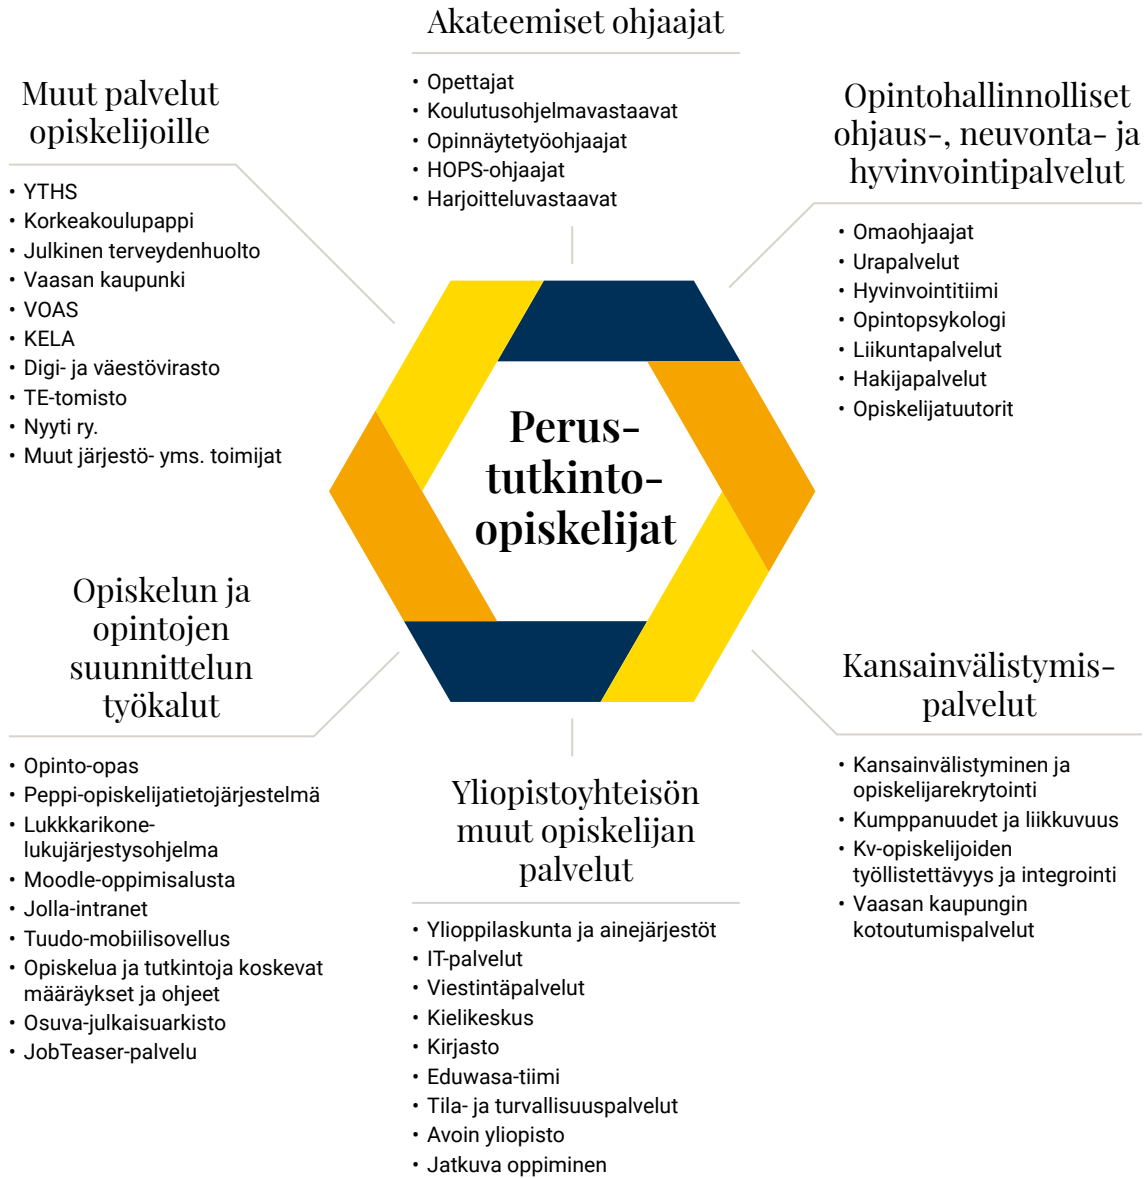 Akateemiset ohjaajat
• Opettajat
• Koulutusohjelmavastaavat
• Opinnäytetyöohjaajat
• HOPS-ohjaajat
• Harjoitteluvastaavat
Muut palvelut
opiskelijoille
• YTHS
• Korkeakoulupappi
• Julkinen terveydenhuolto
• Vaasan kaupunki
• VOAS
• KELA
• Digi- ja väestövirasto
• TE-tomisto
• Nyyti ry.
• Muut järjestö- yms. toimijat
Opintohallinnolliset
ohjaus-, neuvonta- ja
hyvinvointipalvelut
• Omaohjaajat
• Urapalvelut
• Hyvinvointitiimi
• Opintopsykologi
• Liikuntapalvelut
• Hakijapalvelut
• Opiskelijatuutorit
Perus-
tutkinto-
opiskelijat
Opiskelun ja
opintojen
suunnittelun
työkalut
• Opinto-opas
• Peppi-opiskelijatietojärjestelmä
• Lukkkarikone-
lukujärjestysohjelma
• Moodle-oppimisalusta
• Jolla-intranet
• Tuudo-mobiilisovellus
• Opiskelua ja tutkintoja koskevat
määräykset ja ohjeet
• Osuva-julkaisuarkisto
• JobTeaser-palvelu
Yliopistoyhteisön
muut opiskelijan
palvelut
• Ylioppilaskunta ja ainejärjestöt
• IT-palvelut
• Viestintäpalvelut
• Kielikeskus
• Kirjasto
• Eduwasa-tiimi
• Tila- ja turvallisuuspalvelut
• Avoin yliopisto
• Jatkuva oppiminen
Kansainvälistymis-
palvelut
• Kansainvälistyminen ja
opiskelijarekrytointi
• Kumppanuudet ja liikkuvuus
• Kv-opiskelijoiden
työllistettävyys ja integrointi
• Vaasan kaupungin
kotoutumispalvelut